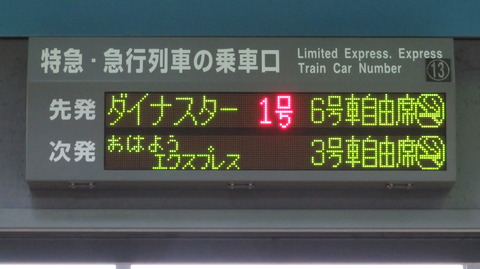 特急・急行列車の乗車口
Limited Express. Express
Train Car Number
⑬
先発 ダイナスター 1号 6号車自由席
次発 おはよう
エクスプレス 3号車自由席